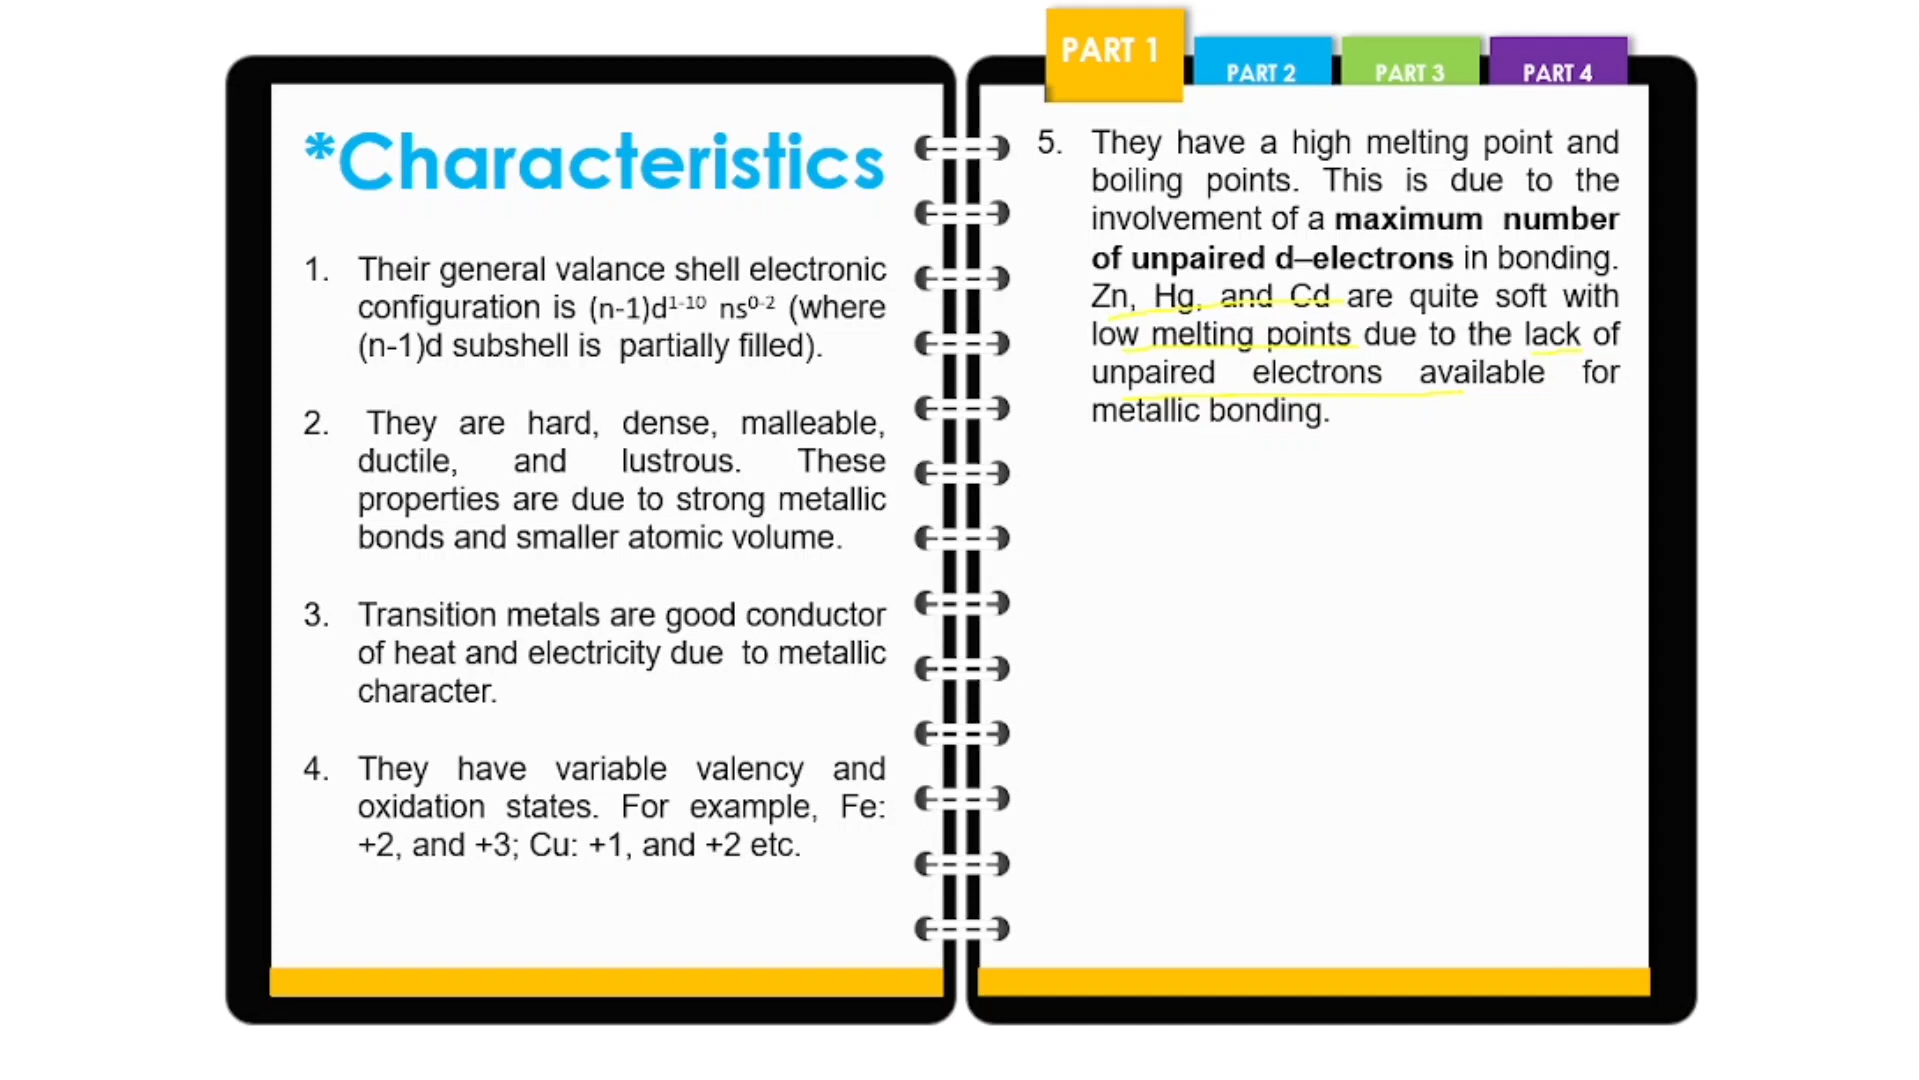 PART 1
PART 2
PART 3
PART 4
*Characteristics
1. Their general valance shell electronic
configuration is (n-1)d¹⁻¹⁰ ns⁰⁻² (where
(n-1)d subshell is partially filled).
2. They are hard, dense, malleable,
ductile, and lustrous. These
properties are due to strong metallic
bonds and smaller atomic volume.
3. Transition metals are good conductor
of heat and electricity due to metallic
character.
4. They have variable valency and
oxidation states. For example, Fe:
+2, and +3; Cu: +1, and +2 etc.
5. They have a high melting point and
boiling points. This is due to the
involvement of a maximum number
of unpaired d–electrons in bonding.
Zn, Hg, and Cd are quite soft with
low melting points due to the lack of
unpaired electrons available for
metallic bonding.